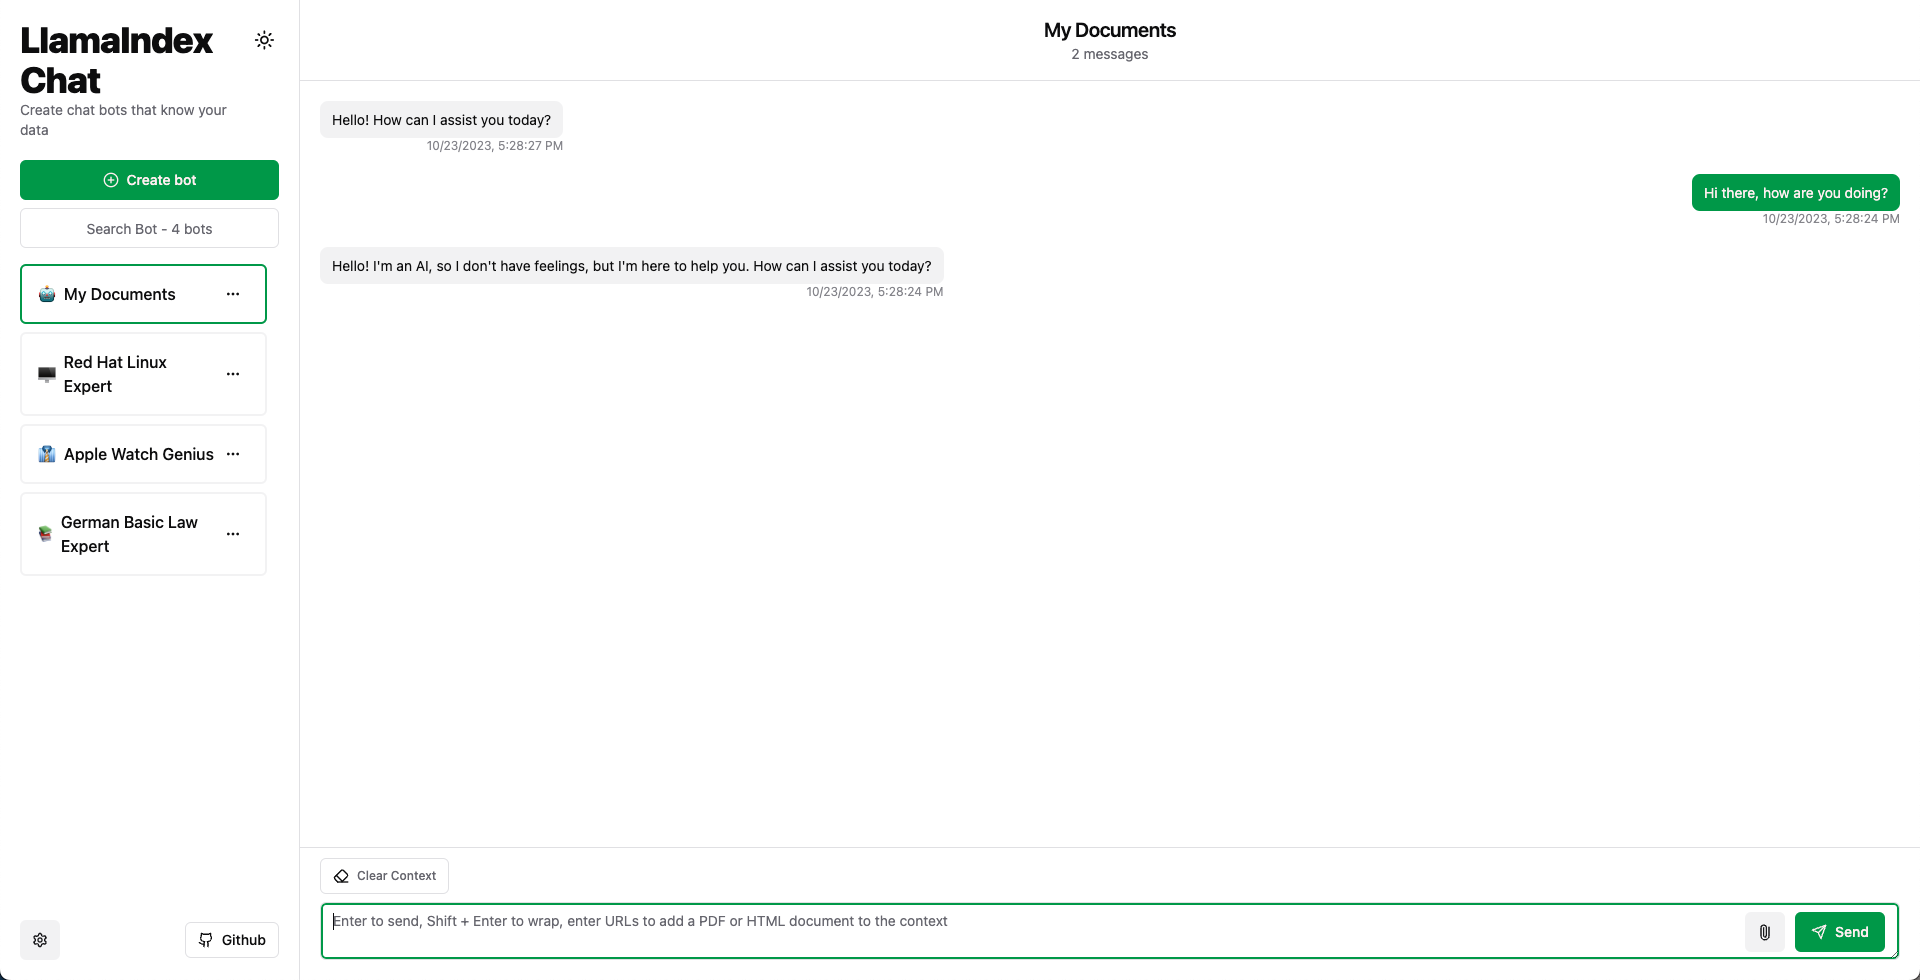 LlamaIndex
Chat
Create chat bots that know your
data
Create bot
Search Bot - 4 bots
My Documents
Red Hat Linux
Expert
Apple Watch Genius
German Basic Law
Expert
Github
My Documents
2 messages
Hello! How can I assist you today?
10/23/2023, 5:28:27 PM
Hi there, how are you doing?
10/23/2023, 5:28:24 PM
Hello! I'm an AI, so I don't have feelings, but I'm here to help you. How can I assist you today?
10/23/2023, 5:28:24 PM
Clear Context
Enter to send, Shift + Enter to wrap, enter URLs to add a PDF or HTML document to the context
Send